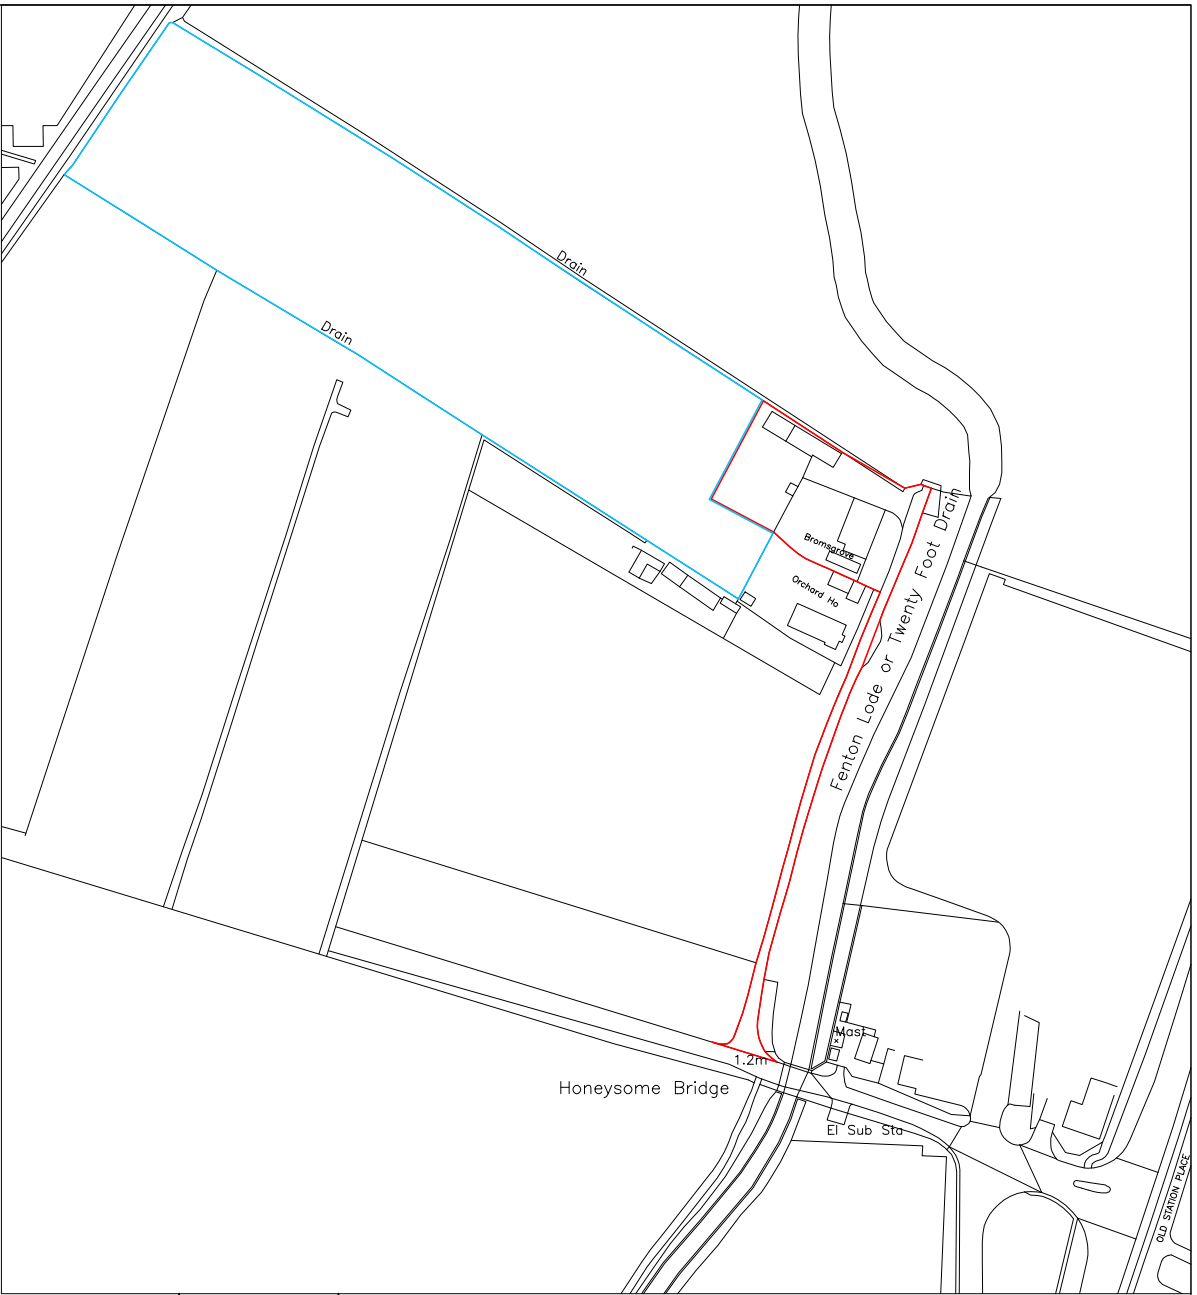 Drain
Drain
Bromsgrove
Orchard Ho
Fenton Lode or Twenty Foot Drain
Mast
1.2m
Honeysome Bridge
El Sub Sta
OLD STATION PLACE